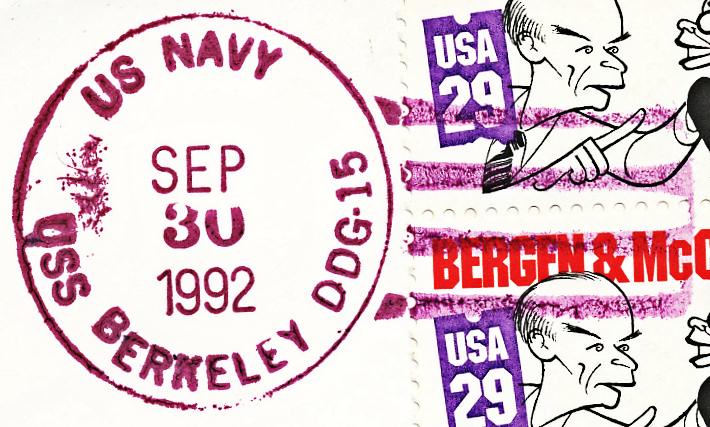 US NAVY
SEP
30
1992
USS BERKELEY DDG-15
USA
29
BERGEN & McC
USA
29